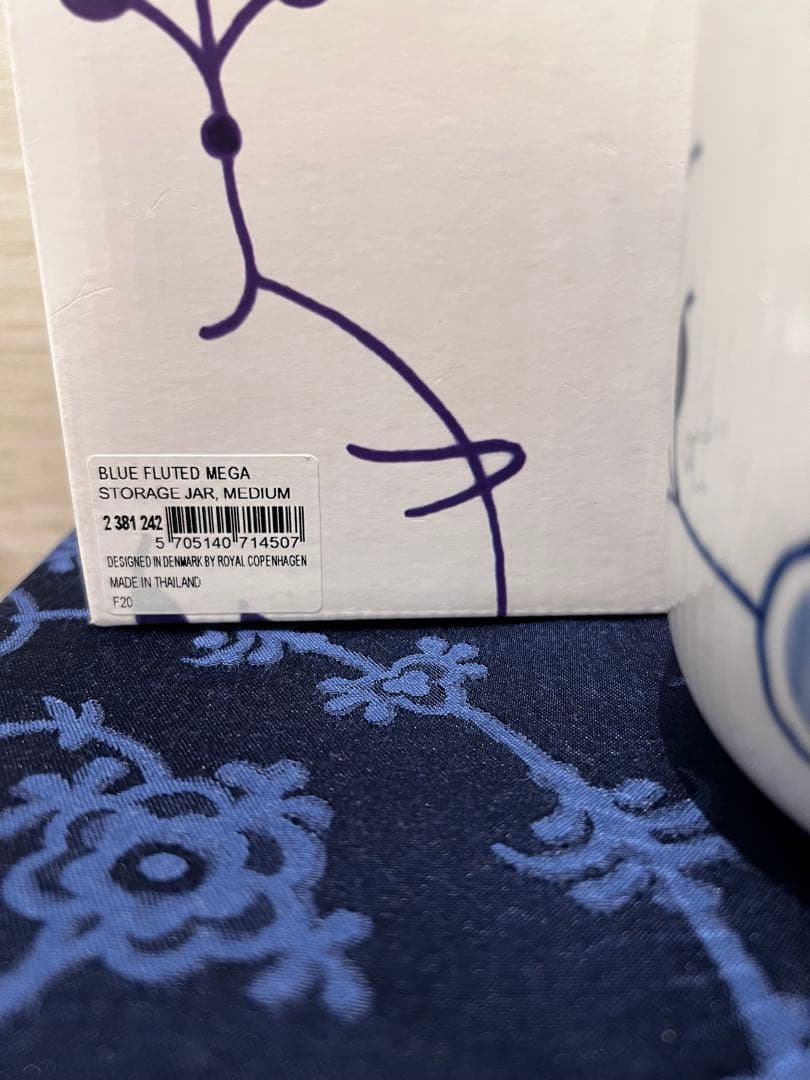 BLUE FLUTED MEGA
STORAGE JAR, MEDIUM
2 381 242
5 705140 714507
DESIGNED IN DENMARK BY ROYAL COPENHAGEN
MADE IN THAILAND
F20